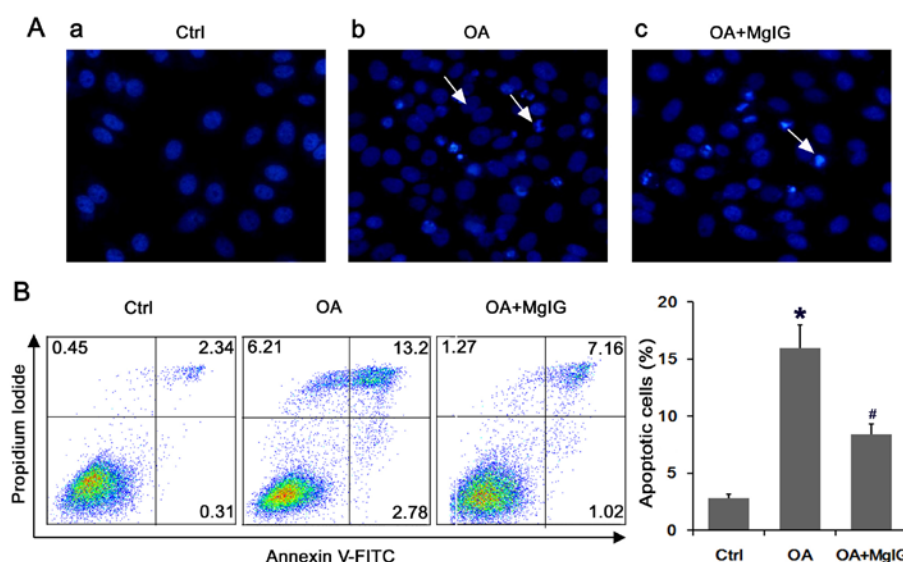 A a Ctrl b OA c OA+MgIG
B Ctrl OA OA+MgIG
Propidium Iodide
0.45 2.34
0.31
6.21 13.2
2.78
1.27 7.16
1.02
Annexin V-FITC
Apoptotic cells (%)
20
15
10
5
0
*
#
Ctrl OA OA+MgIG